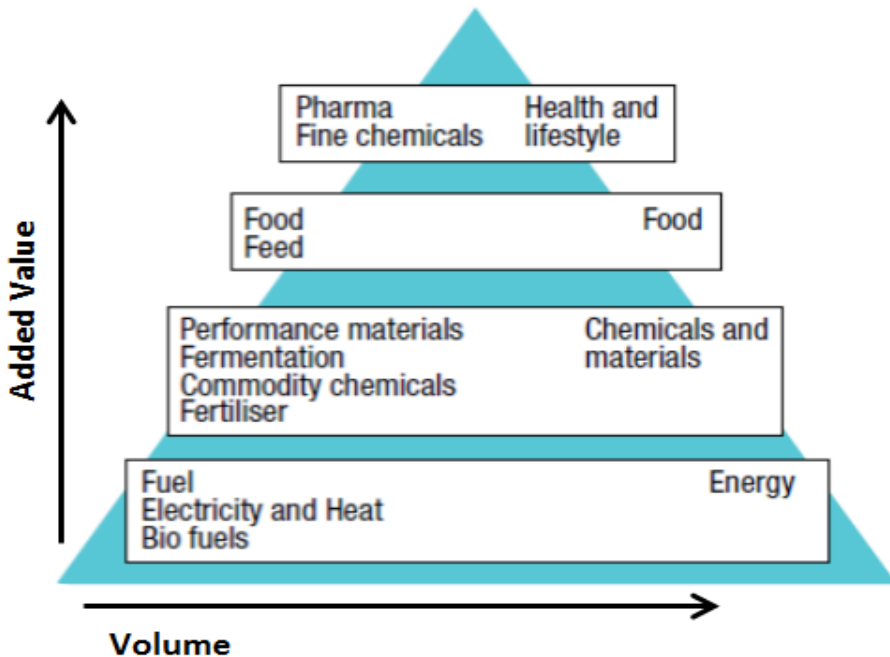 Pharma
Fine chemicals
Health and
lifestyle
Food
Feed
Food
Performance materials
Fermentation
Commodity chemicals
Fertiliser
Chemicals and
materials
Fuel
Electricity and Heat
Bio fuels
Energy
Added Value
Volume